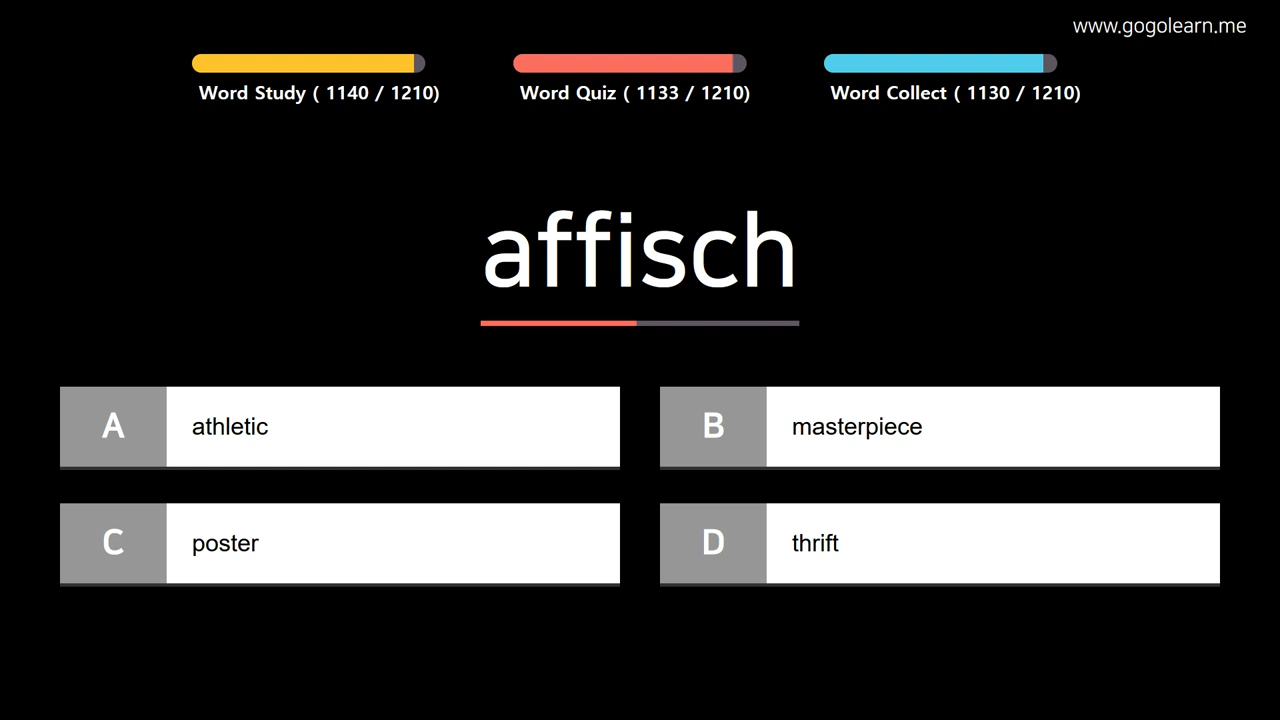 www.gogolearn.me
Word Study ( 1140 / 1210)
Word Quiz ( 1133 / 1210)
Word Collect ( 1130 / 1210)
affisch
A athletic
B masterpiece
C poster
D thrift